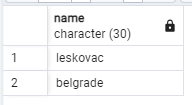 name
character (30)
1 leskovac
2 belgrade